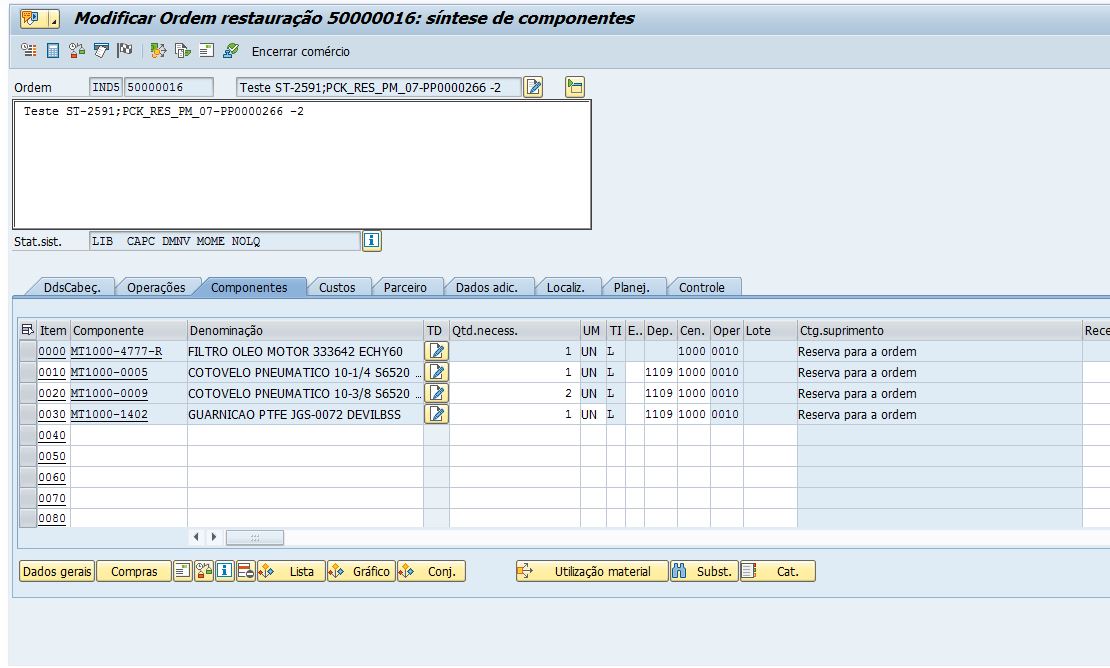 Modificar Ordem restauração 50000016: síntese de componentes
Encerrar comércio
Ordem IND5 50000016 Teste ST-2591;PCK_RES_PM_07-PP0000266 -2
Teste ST-2591;PCK_RES_PM_07-PP0000266 -2
Stat.sist. LIB CAPC DMNV MOME NOLQ
DdsCabeç. Operações Componentes Custos Parceiro Dados adic. Localiz. Planej. Controle
Item Componente Denominação TD Qtd.necess. UM TI E.. Dep. Cen. Oper Lote Ctg.suprimento Rece
0000 MT1000-4777-R FILTRO OLEO MOTOR 333642 ECHY60 1 UN L 1000 0010 Reserva para a ordem
0010 MT1000-0005 COTOVELO PNEUMATICO 10-1/4 S6520 ... 1 UN L 1109 1000 0010 Reserva para a ordem
0020 MT1000-0009 COTOVELO PNEUMATICO 10-3/8 S6520 ... 2 UN L 1109 1000 0010 Reserva para a ordem
0030 MT1000-1402 GUARNICAO PTFE JGS-0072 DEVILBSS 1 UN L 1109 1000 0010 Reserva para a ordem
0040
0050
0060
0070
0080
Dados gerais Compras Lista Gráfico Conj. Utilização material Subst. Cat.